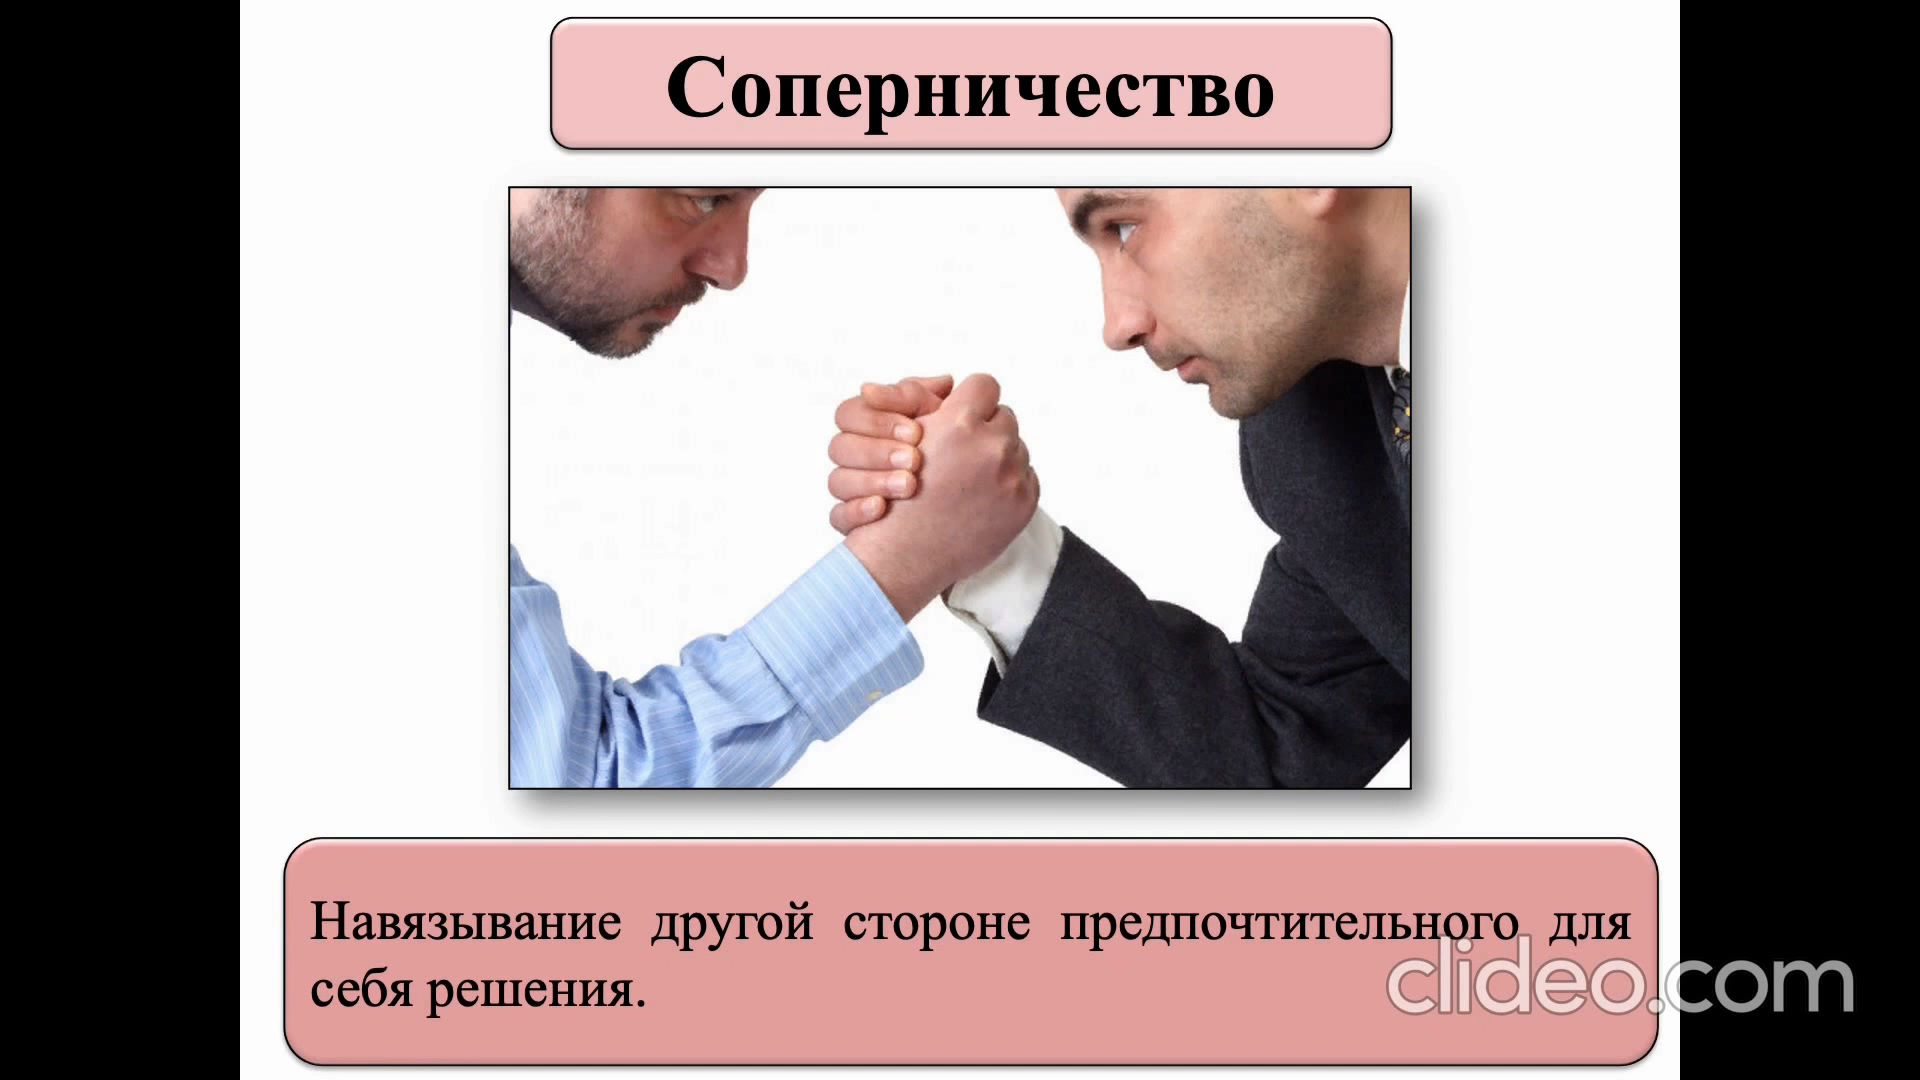 Соперничество
Навязывание другой стороне предпочтительного для
себя решения.
clideo.com